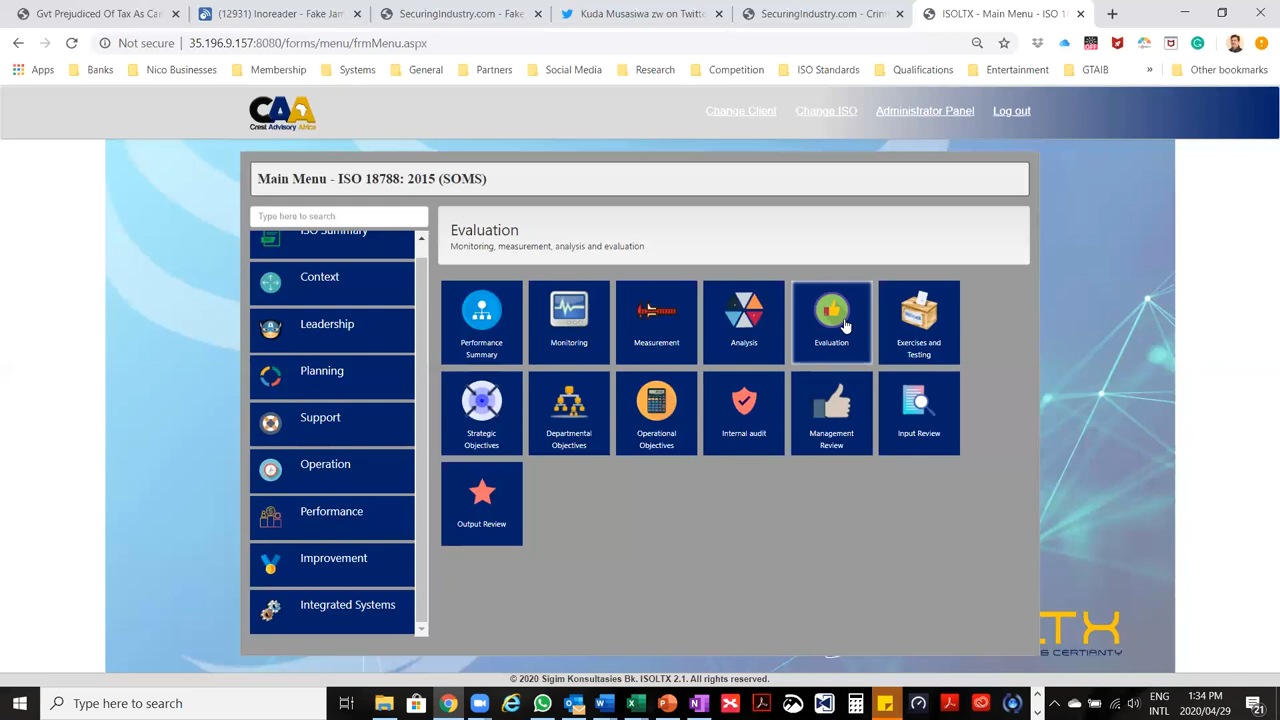 Gvt Prejudiced Of Tax As Cam
(12931) Inoreader
SecuringIndustry.com - Fake
Kuda Musasiwa zw on Twitt
SecuringIndustry.com - Crim
ISOLTX - Main Menu - ISO 1
Not secure
35.196.9.157:8080/forms/menu/frmMenu.aspx
Apps
Banks
Nico Businesses
Membership
Systems
General
Partners
Social Media
Research
Competition
ISO Standards
Qualifications
Entertainment
GTAIB
»
Other bookmarks
CAA
Crest Advisory Africa
Change Client
Change ISO
Administrator Panel
Log out
Main Menu - ISO 18788: 2015 (SOMS)
Type here to search
ISO Summary
Context
Leadership
Planning
Support
Operation
Performance
Improvement
Integrated Systems
Evaluation
Monitoring, measurement, analysis and evaluation
Performance
Summary
Monitoring
Measurement
Analysis
Evaluation
Exercises and
Testing
Strategic
Objectives
Departmental
Objectives
Operational
Objectives
Internal audit
Management
Review
Input Review
Output Review
LTX
& CERTIANTY
© 2020 Sigim Konsultasies Bk. ISOLTX 2.1. All rights reserved.
Type here to search
ENG
INTL
1:34 PM
2020/04/29
21